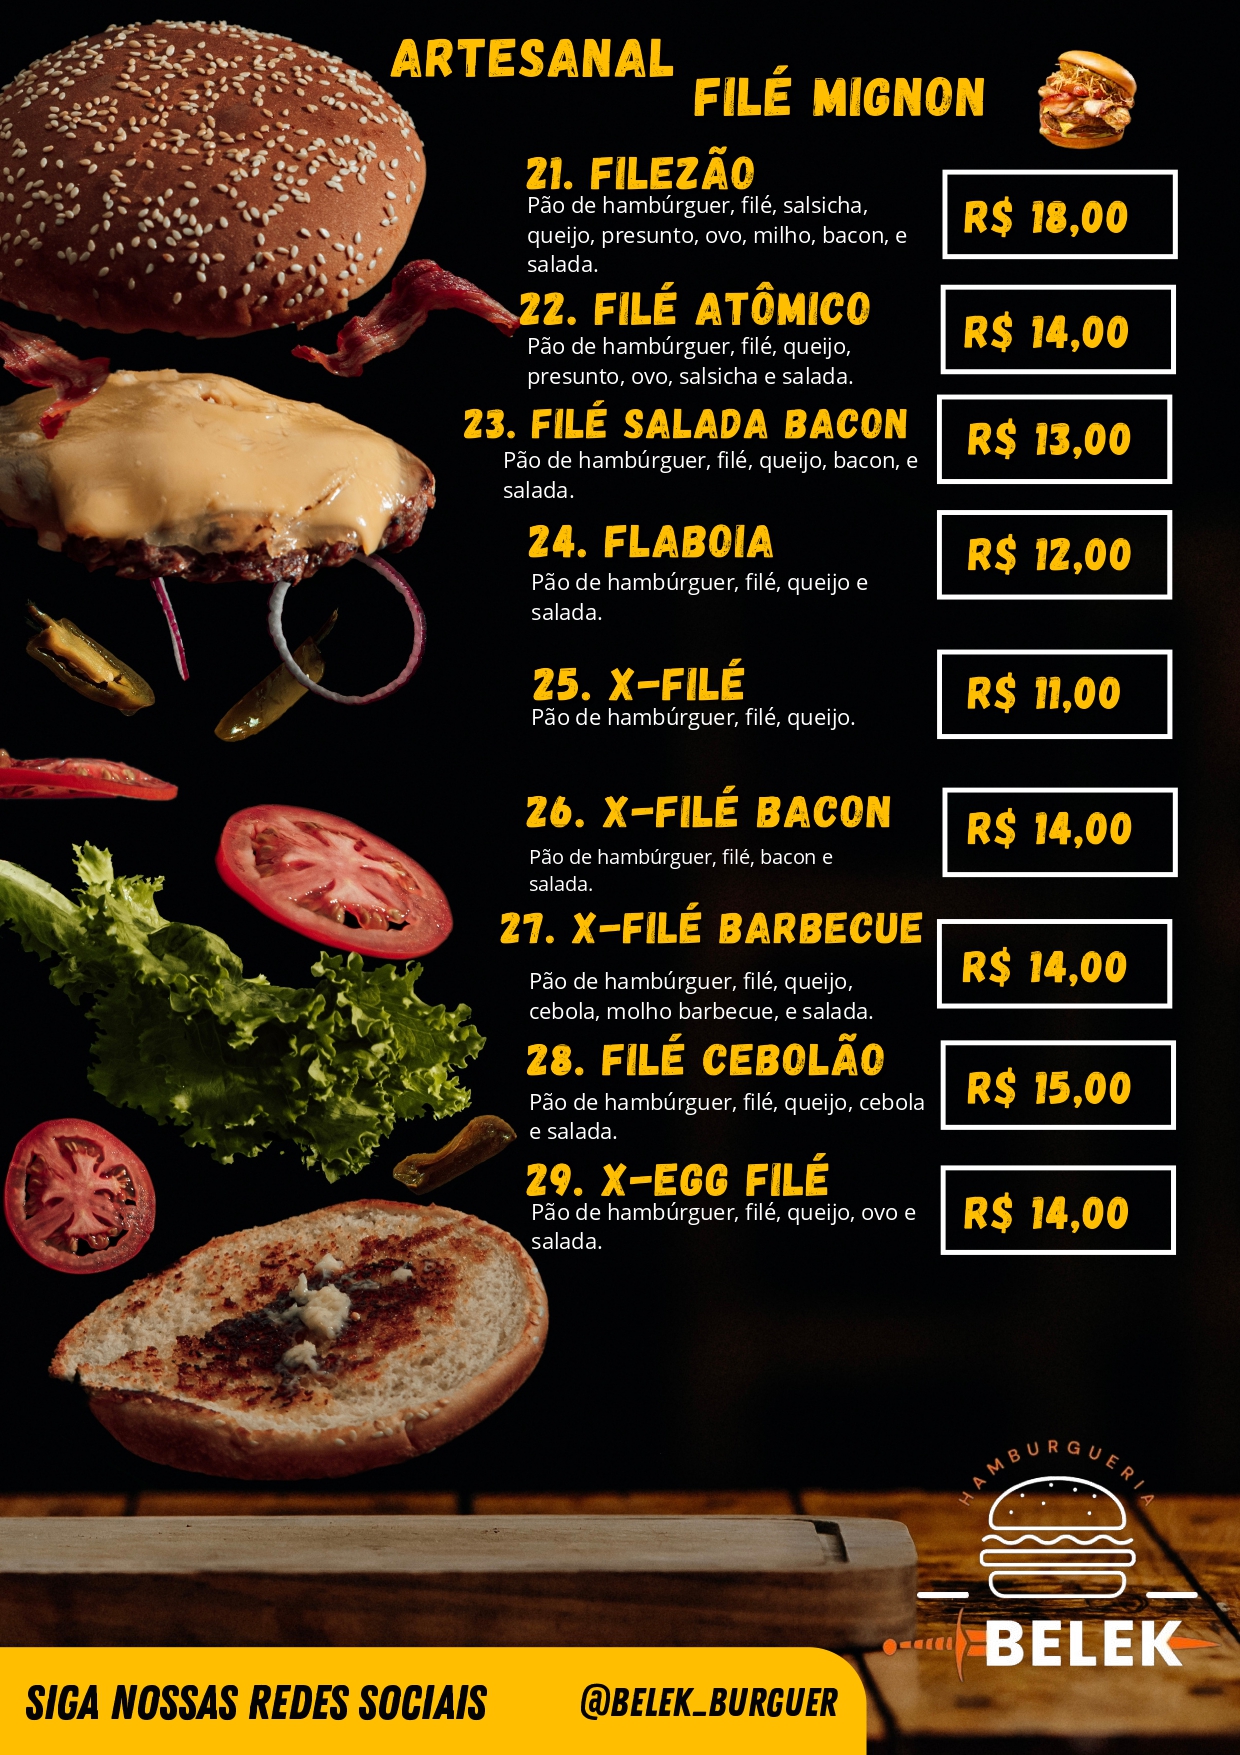 ARTESANAL
FILÉ MIGNON
21. FILEZÃO
Pão de hambúrguer, filé, salsicha,
queijo, presunto, ovo, milho, bacon, e
salada.
R$ 18,00
22. FILÉ ATÔMICO
Pão de hambúrguer, filé, queijo,
presunto, ovo, salsicha e salada.
R$ 14,00
23. FILÉ SALADA BACON
Pão de hambúrguer, filé, queijo, bacon, e
salada.
R$ 13,00
24. FLABOIA
Pão de hambúrguer, filé, queijo e
salada.
R$ 12,00
25. X-FILÉ
Pão de hambúrguer, filé, queijo.
R$ 11,00
26. X-FILÉ BACON
Pão de hambúrguer, filé, bacon e
salada.
R$ 14,00
27. X-FILÉ BARBECUE
Pão de hambúrguer, filé, queijo,
cebola, molho barbecue, e salada.
R$ 14,00
28. FILÉ CEBOLÃO
Pão de hambúrguer, filé, queijo, cebola
e salada.
R$ 15,00
29. X-EGG FILÉ
Pão de hambúrguer, filé, queijo, ovo e
salada.
R$ 14,00
HAMBURGUERIA
BELEK
SIGA NOSSAS REDES SOCIAIS
@BELEK_BURGUER